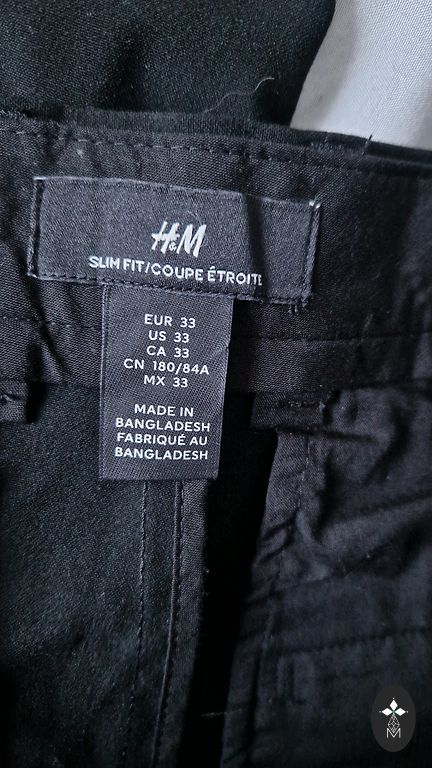 H&M
SLIM FIT/COUPE ÉTROITE
EUR 33
US 33
CA 33
CN 180/84A
MX 33
MADE IN
BANGLADESH
FABRIQUÉ AU
BANGLADESH
M